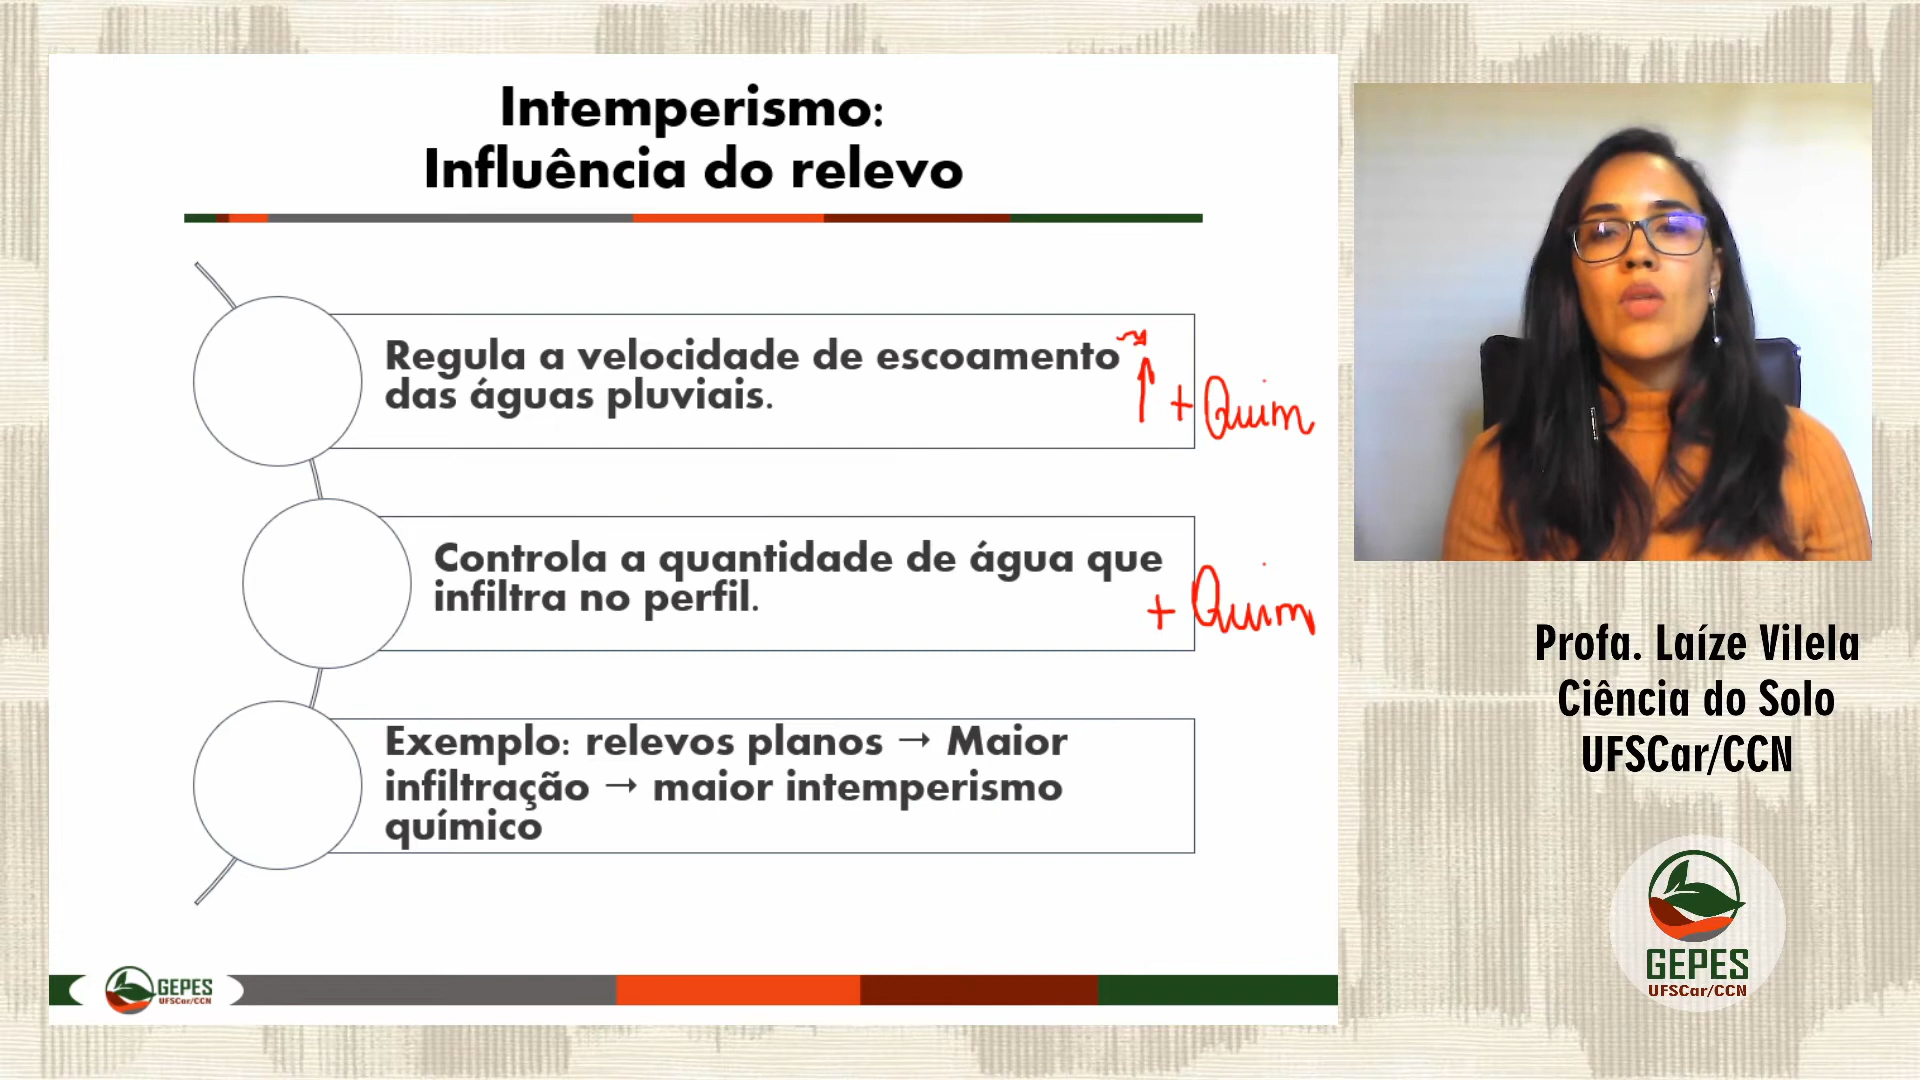 Intemperismo:
Influência do relevo
Regula a velocidade de escoamento
das águas pluviais.
↑ + Quim
Controla a quantidade de água que
infiltra no perfil.
+ Quim
Exemplo: relevos planos → Maior
infiltração → maior intemperismo
químico
GEPES
UFSCar/CCN
Profa. Laíze Vilela
Ciência do Solo
UFSCar/CCN
GEPES
UFSCar/CCN